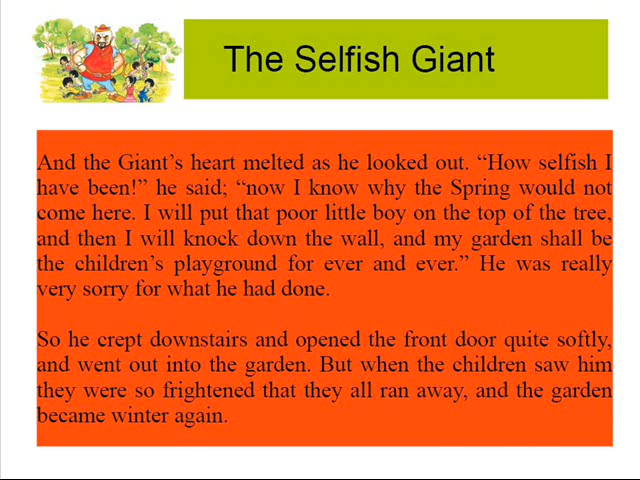 The Selfish Giant
And the Giant’s heart melted as he looked out. “How selfish I
have been!” he said; “now I know why the Spring would not
come here. I will put that poor little boy on the top of the tree,
and then I will knock down the wall, and my garden shall be
the children’s playground for ever and ever.” He was really
very sorry for what he had done.
So he crept downstairs and opened the front door quite softly,
and went out into the garden. But when the children saw him
they were so frightened that they all ran away, and the garden
became winter again.